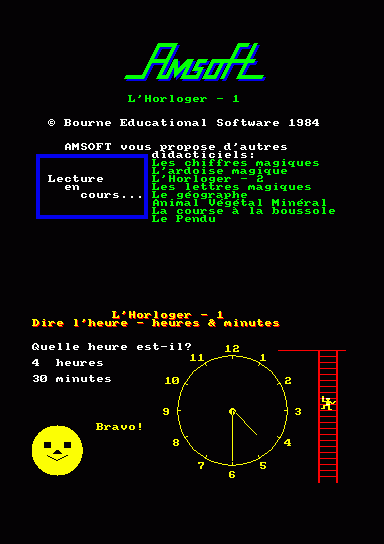 Amsoft
L'Horloger - 1
© Bourne Educational Software 1984
AMSOFT vous propose d'autres
didacticiels:
Les chiffres magiques
L'ardoise magique
L'Horloger - 2
Les lettres magiques
Le géographe
Animal Végétal Minéral
La course à la boussole
Le Pendu
Lecture
en
cours...
L'Horloger - 1
Dire l'heure - heures & minutes
Quelle heure est-il?
4 heures
30 minutes
Bravo!
12
11 1
10 2
9 3
8 4
7 5
6